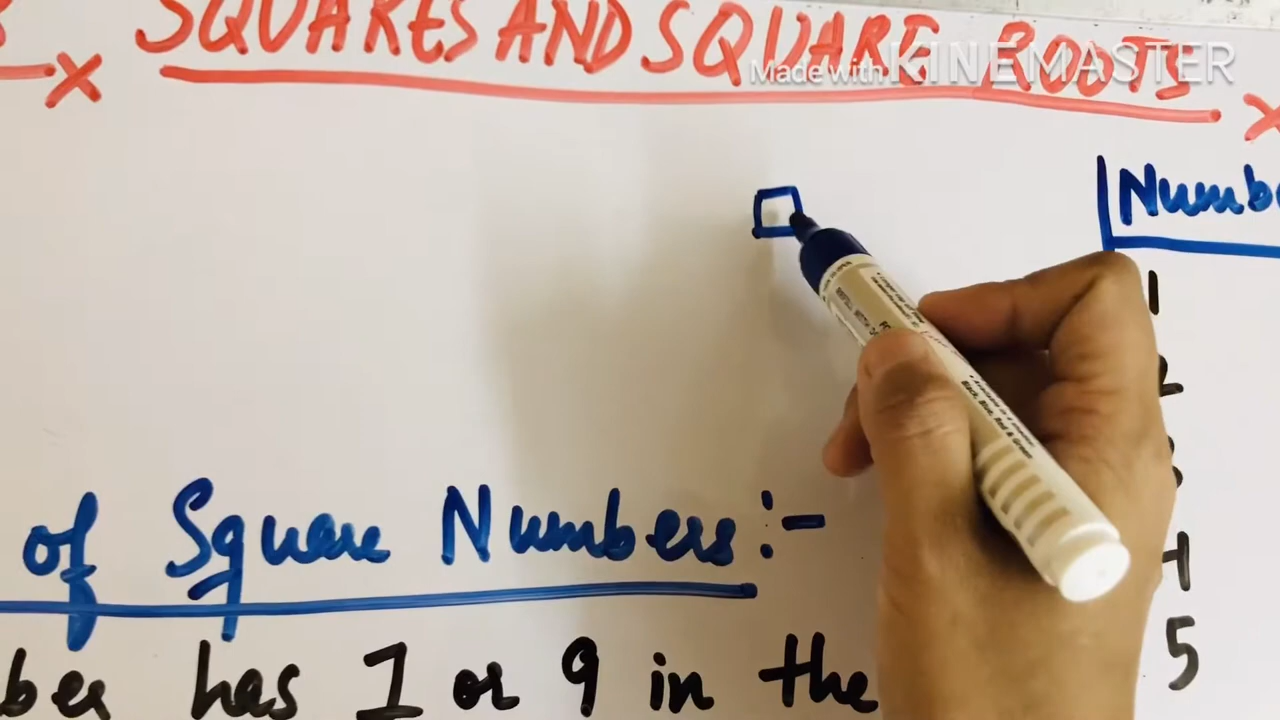 SQUARES AND SQUARE ROOTS
Made with KINEMASTER
Numbe
1
2
3
4
5
of Square Numbers:-
ber has 1 or 9 in the